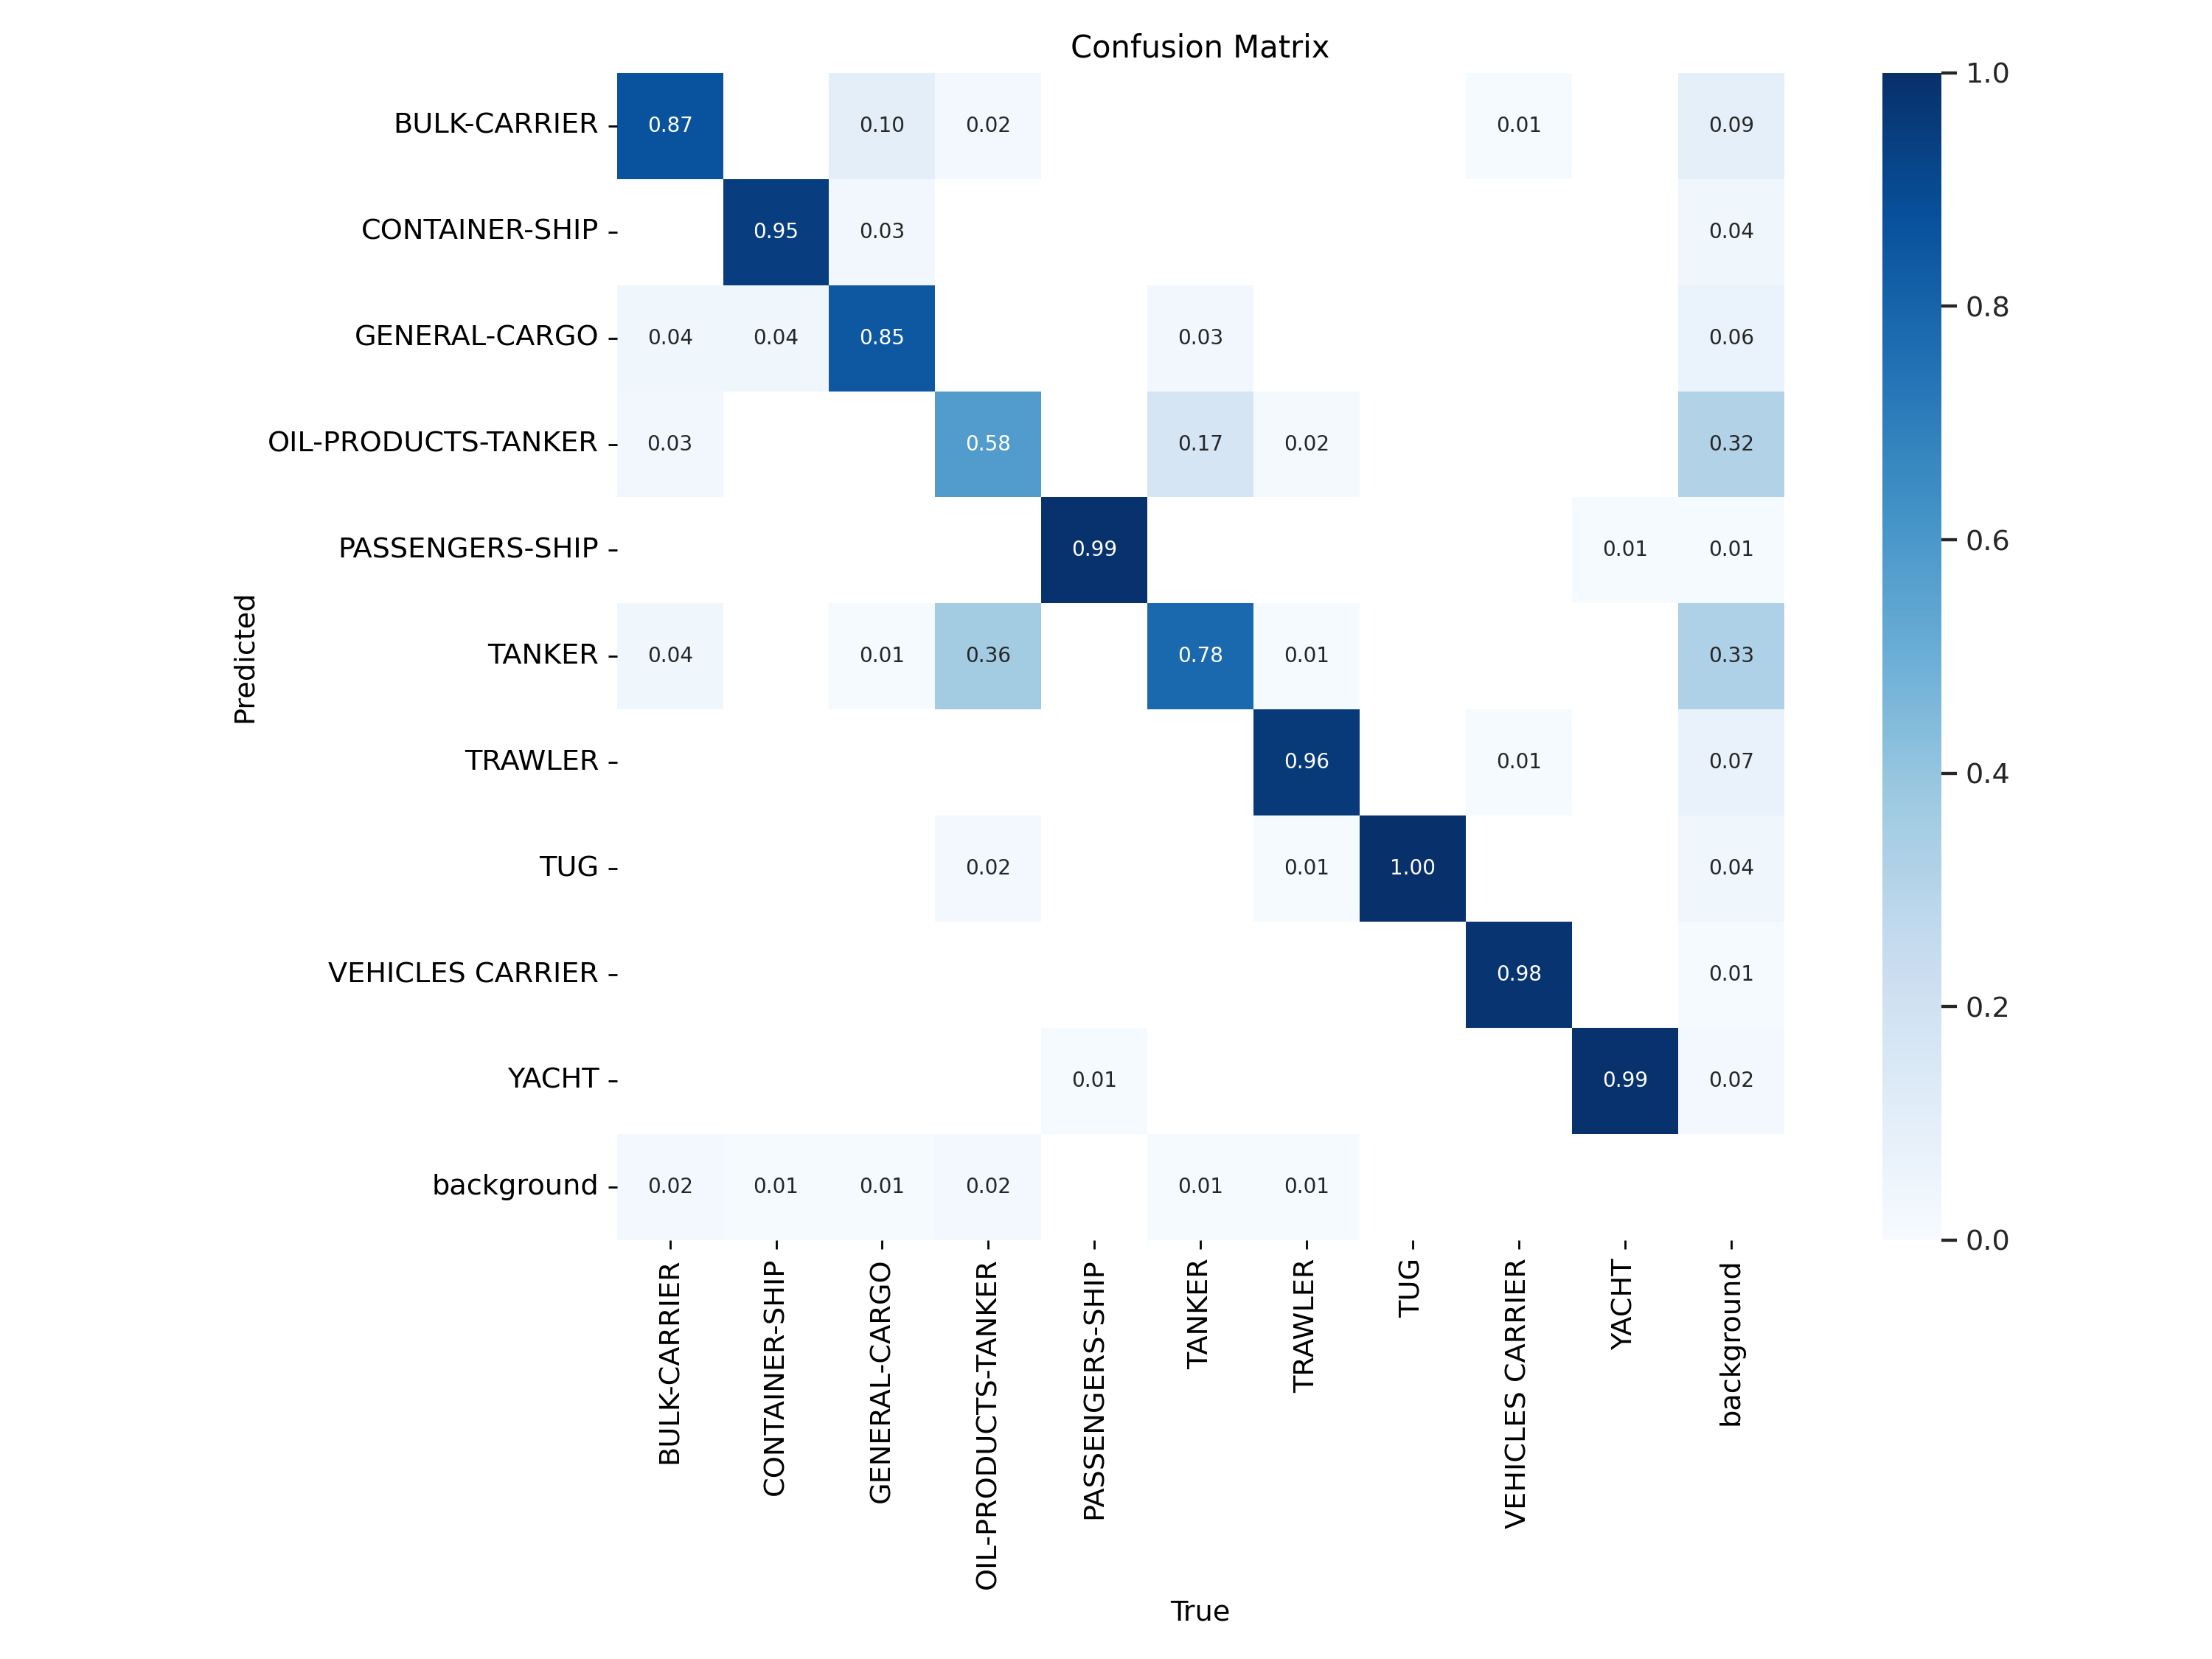 Confusion Matrix
BULK-CARRIER 0.87 0.10 0.02 0.01 0.09
CONTAINER-SHIP 0.95 0.03 0.04
GENERAL-CARGO 0.04 0.04 0.85 0.03 0.06
OIL-PRODUCTS-TANKER 0.03 0.58 0.17 0.02 0.32
PASSENGERS-SHIP 0.99 0.01 0.01
TANKER 0.04 0.01 0.36 0.78 0.01 0.33
TRAWLER 0.96 0.01 0.07
TUG 0.02 0.01 1.00 0.04
VEHICLES CARRIER 0.98 0.01
YACHT 0.01 0.99 0.02
background 0.02 0.01 0.01 0.02 0.01 0.01
Predicted
BULK-CARRIER
CONTAINER-SHIP
GENERAL-CARGO
OIL-PRODUCTS-TANKER
PASSENGERS-SHIP
TANKER
TRAWLER
TUG
VEHICLES CARRIER
YACHT
background
True
1.0
0.8
0.6
0.4
0.2
0.0